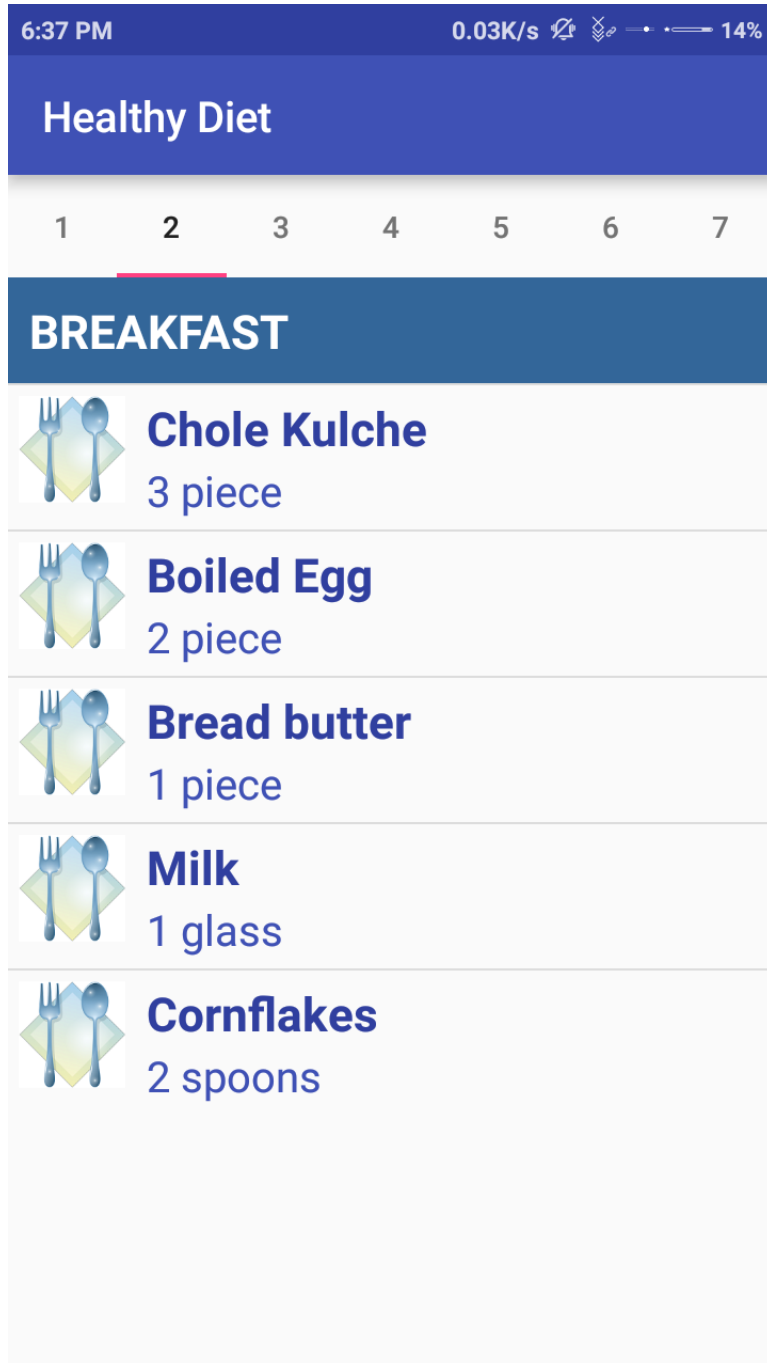 6:37 PM 0.03K/s 14%
Healthy Diet
1 2 3 4 5 6 7
BREAKFAST
Chole Kulche
3 piece
Boiled Egg
2 piece
Bread butter
1 piece
Milk
1 glass
Cornflakes
2 spoons